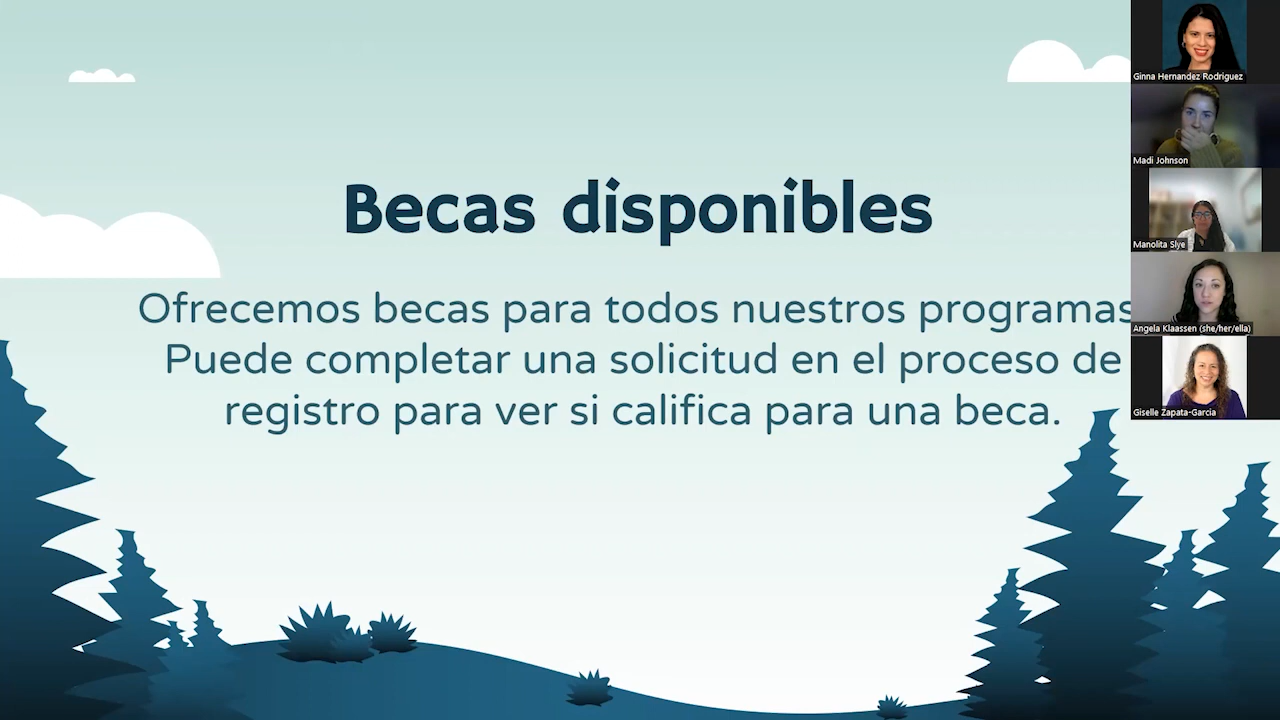 Becas disponibles
Ofrecemos becas para todos nuestros programas
Puede completar una solicitud en el proceso de
registro para ver si califica para una beca.
Ginna Hernandez Rodriguez
Madi Johnson
Manolita Slye
Angela Klaassen (she/her/ella)
Giselle Zapata-Garcia